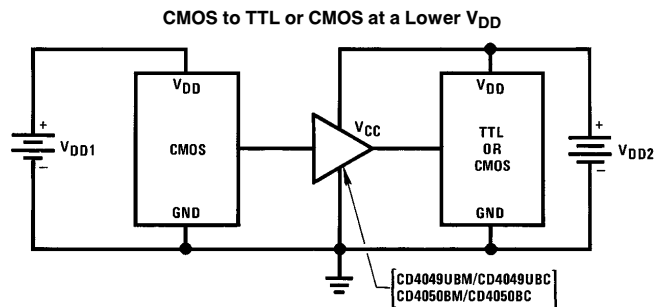 CMOS to TTL or CMOS at a Lower VDD
VDD
CMOS
GND
+
VDD1
−
VCC
VDD
TTL
OR
CMOS
GND
+
VDD2
−
CD4049UBM/CD4049UBC
CD4050BM/CD4050BC